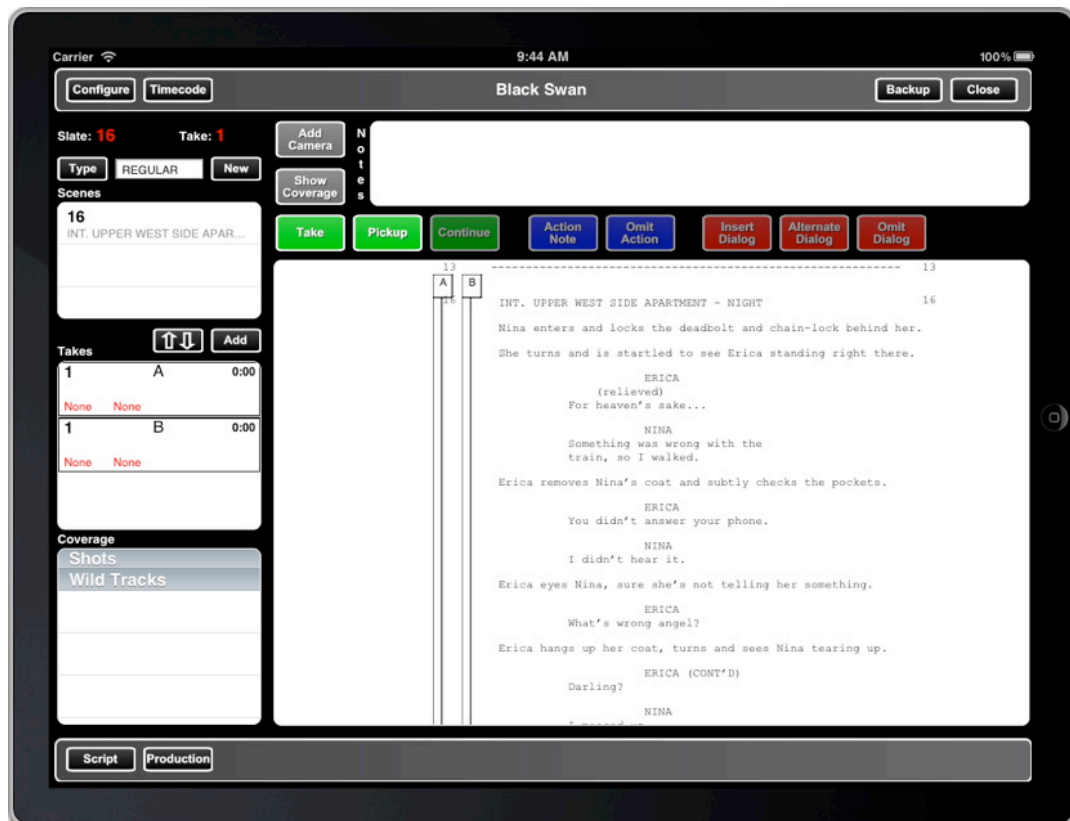 Carrier 9:44 AM 100%
Configure Timecode Black Swan Backup Close
Slate: 16 Take: 1
Type REGULAR New
Scenes
16
INT. UPPER WEST SIDE APAR...
Takes
Add
1 A 0:00
None None
1 B 0:00
None None
Coverage
Shots
Wild Tracks
Add Camera
Show Coverage
Notes
Take Pickup Continue Action Note Omit Action Insert Dialog Alternate Dialog Omit Dialog
13 13
A B
16 INT. UPPER WEST SIDE APARTMENT - NIGHT 16
Nina enters and locks the deadbolt and chain-lock behind her.
She turns and is startled to see Erica standing right there.
ERICA
(relieved)
For heaven's sake...
NINA
Something was wrong with the
train, so I walked.
Erica removes Nina's coat and subtly checks the pockets.
ERICA
You didn't answer your phone.
NINA
I didn't hear it.
Erica eyes Nina, sure she's not telling her something.
ERICA
What's wrong angel?
Erica hangs up her coat, turns and sees Nina tearing up.
ERICA (CONT'D)
Darling?
NINA
Script Production